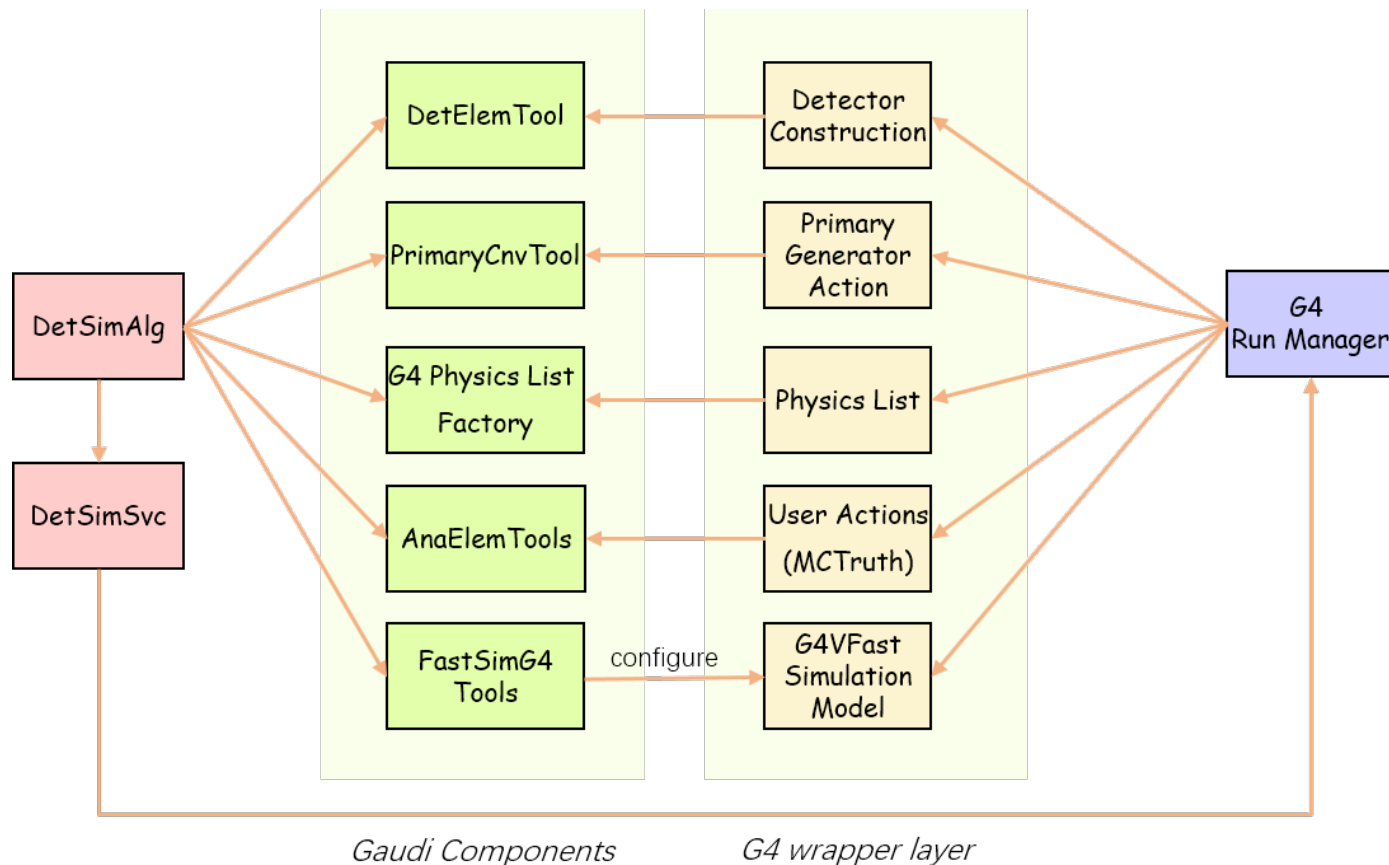 DetSimAlg
DetSimSvc
DetElemTool
PrimaryCnvTool
G4 Physics List
Factory
AnaElemTools
FastSimG4
Tools
configure
Detector
Construction
Primary
Generator
Action
Physics List
User Actions
(MCTruth)
G4VFast
Simulation
Model
G4
Run Manager
Gaudi Components
G4 wrapper layer